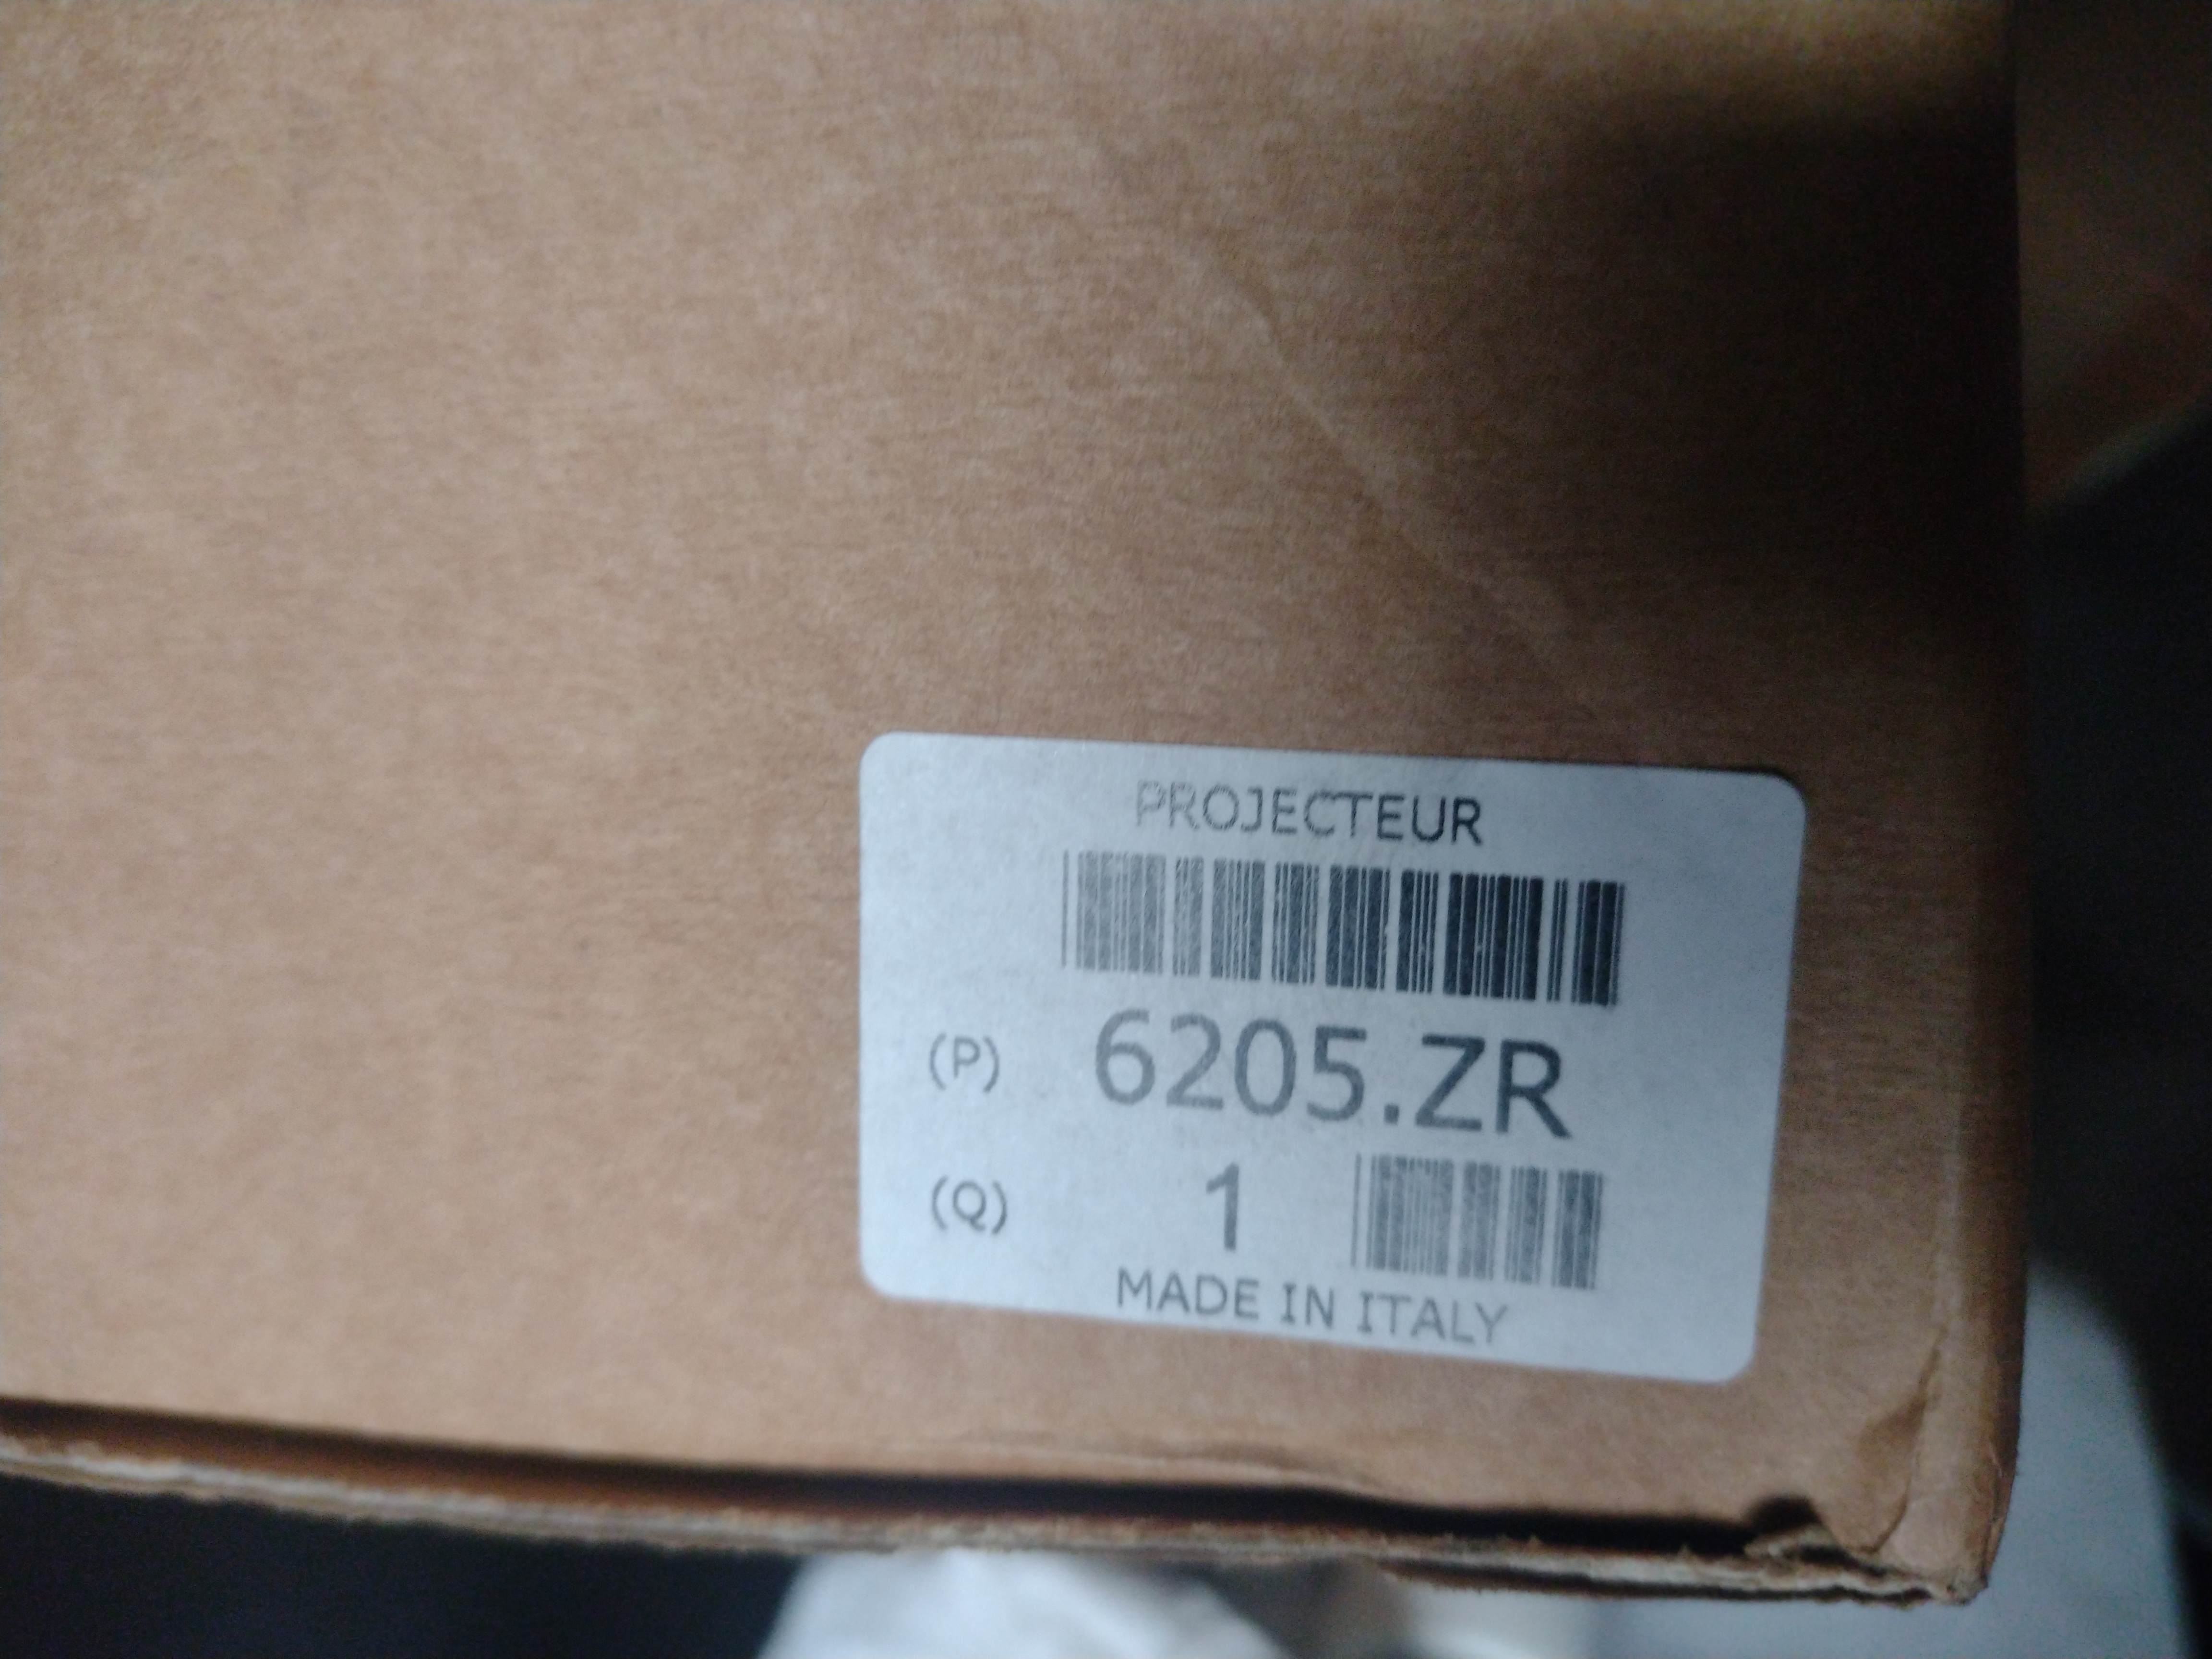 PROJECTEUR
(P) 6205.ZR
(Q) 1
MADE IN ITALY